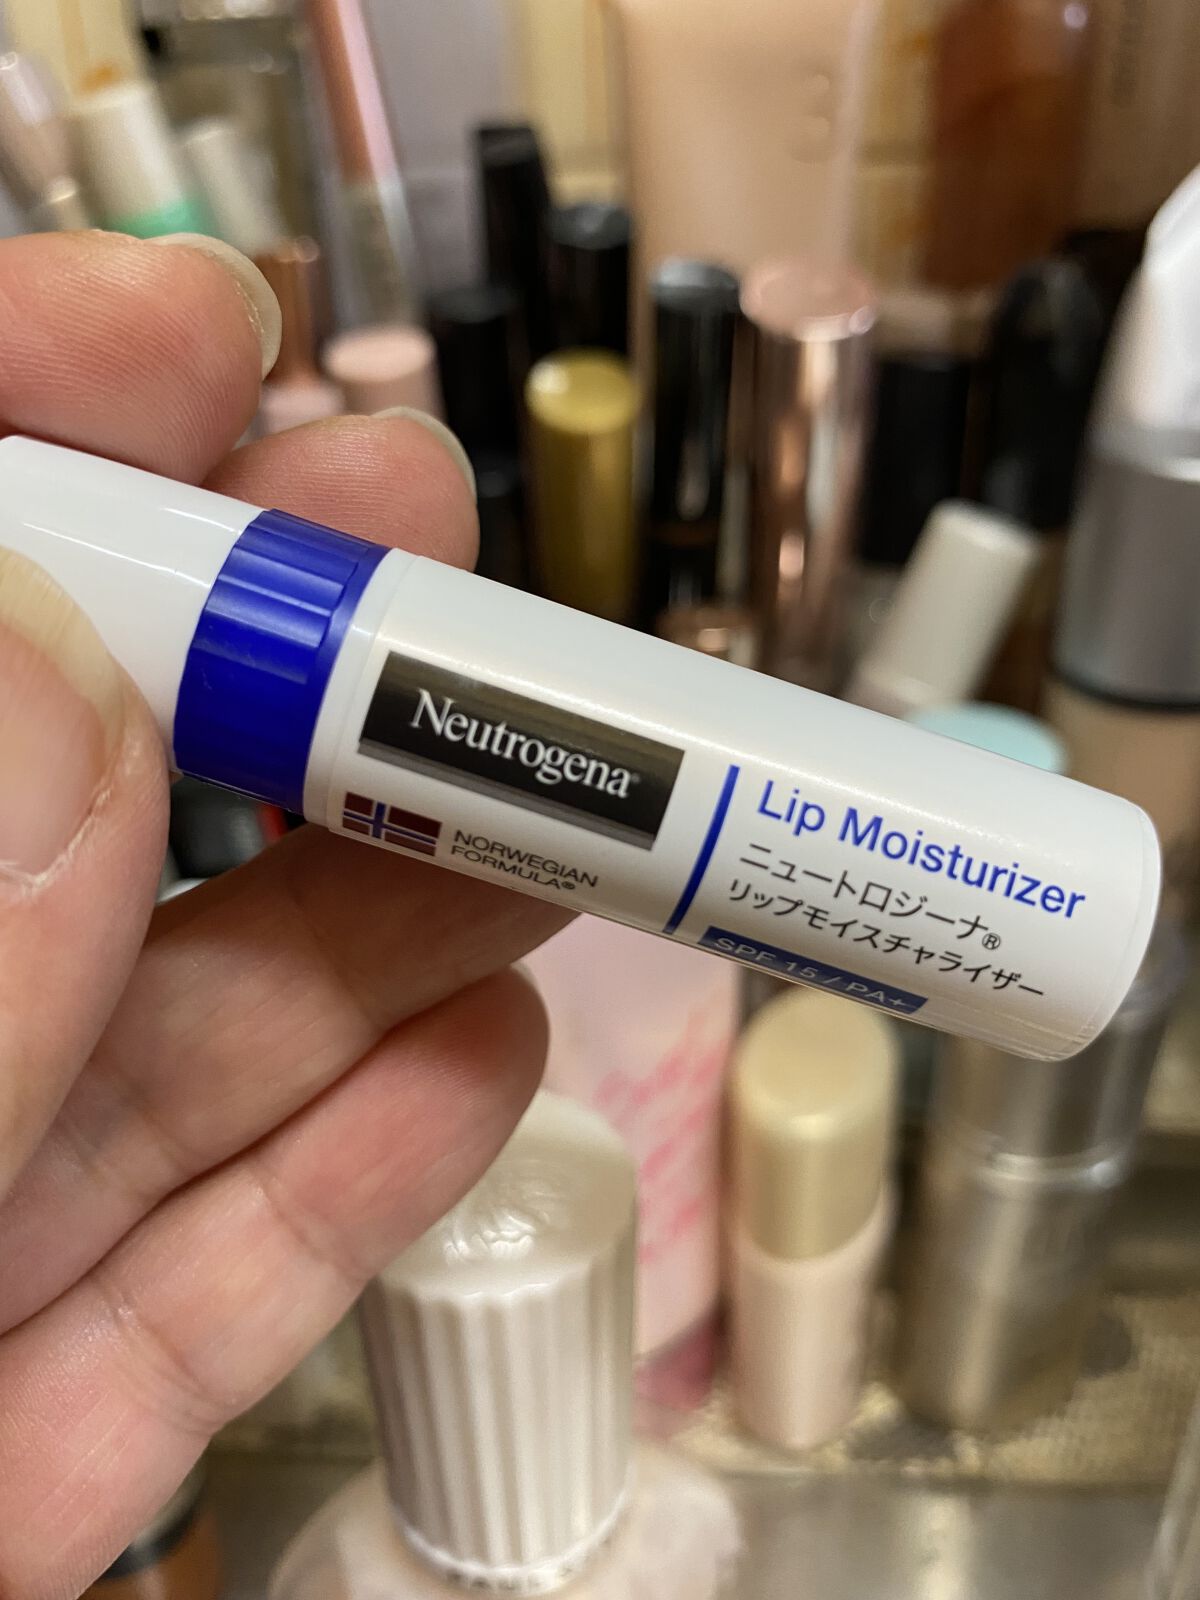 Neutrogena®
NORWEGIAN
FORMULA®
Lip Moisturizer
ニュートロジーナ®
リップモイスチャライザー
SPF 15 / PA+